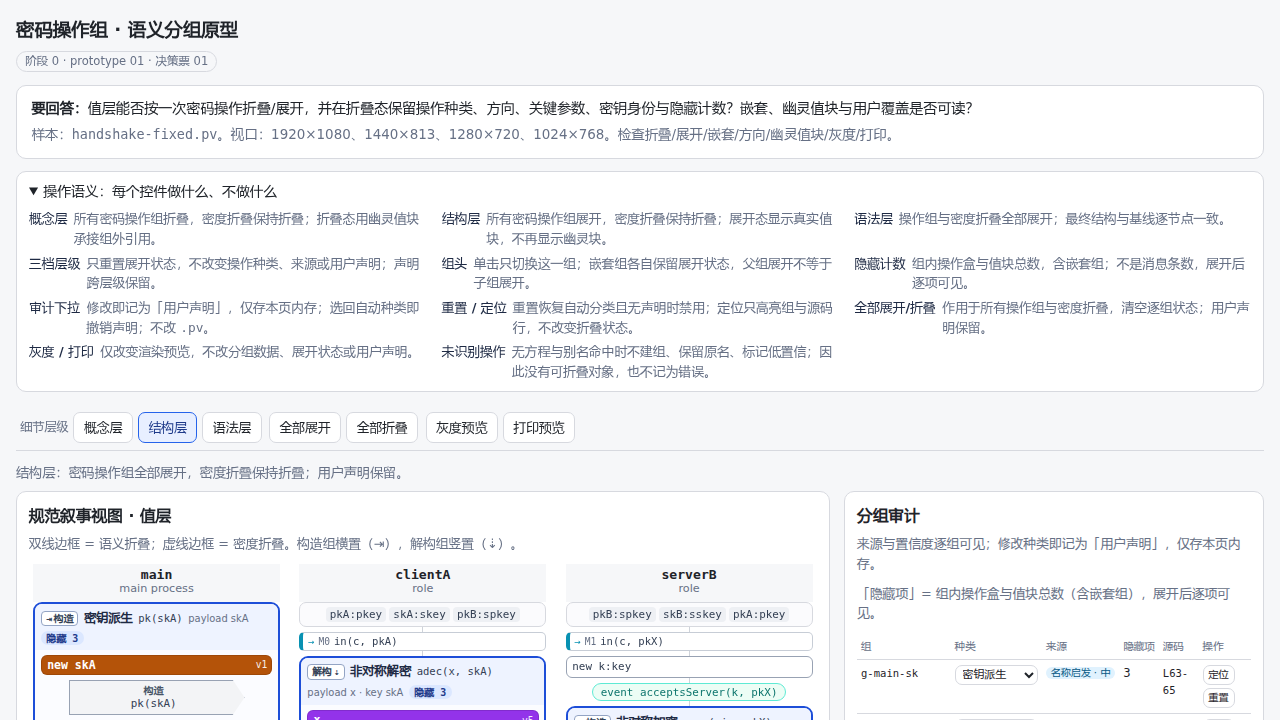 密码操作组 · 语义分组原型
阶段 0 · prototype 01 · 决策票 01
要回答：值层能否按一次密码操作折叠/展开，并在折叠态保留操作种类、方向、关键参数、密钥身份与隐藏计数？嵌套、幽灵值块与用户覆盖是否可读？
样本：handshake-fixed.pv。视口：1920×1080、1440×813、1280×720、1024×768。检查折叠/展开/嵌套/方向/幽灵值块/灰度/打印。
▼ 操作语义：每个控件做什么、不做什么
概念层 所有密码操作组折叠，密度折叠保持折叠；折叠态用幽灵值块
承接组外引用。
结构层 所有密码操作组展开，密度折叠保持折叠；展开态显示真实值
块，不再显示幽灵块。
语法层 操作组与密度折叠全部展开；最终结构与基线逐节点一致。
三档层级 只重置展开状态，不改变操作种类、来源或用户声明；声明
跨层级保留。
组头 单击只切换这一组；嵌套组各自保留展开状态，父组展开不等于
子组展开。
隐藏计数 组内操作盒与值块总数，含嵌套组；不是消息条数，展开后
逐项可见。
审计下拉 修改即记为「用户声明」，仅存本页内存；选回自动种类即
撤销声明；不改 .pv。
重置 / 定位 重置恢复自动分类且无声明时禁用；定位只高亮组与源码
行，不改变折叠状态。
全部展开/折叠 作用于所有操作组与密度折叠，清空逐组状态；用户声
明保留。
灰度 / 打印 仅改变渲染预览，不改分组数据、展开状态或用户声明。
未识别操作 无方程与别名命中时不建组、保留原名、标记低置信；因
此没有可折叠对象，也不记为错误。
细节层级 概念层 结构层 语法层 全部展开 全部折叠 灰度预览 打印预览
结构层：密码操作组全部展开，密度折叠保持折叠；用户声明保留。
规范叙事视图 · 值层
双线边框 = 语义折叠；虚线边框 = 密度折叠。构造组横置（⇥），解构组竖置（⇣）。
main
main process
⇥构造 密钥派生 pk(skA) payload skA
隐藏 3
new skA v1
构造
pk(skA)
clientA
role
pkA:pkey skA:skey pkB:spkey
→ M0 in(c, pkA)
解构⇣ 非对称解密 adec(x, skA)
payload x · key skA 隐藏 3
serverB
role
pkB:spkey skB:sskey pkA:pkey
→ M1 in(c, pkX)
new k:key
event acceptsServer(k, pkX)
分组审计
来源与置信度逐组可见；修改种类即记为「用户声明」，仅存本页内
存。
「隐藏项」= 组内操作盒与值块总数（含嵌套组），展开后逐项可
见。
组 种类 来源 隐藏项 源码 操作
g-main-sk 密钥派生 名称启发 · 中 3 L63-
65 定位
重置